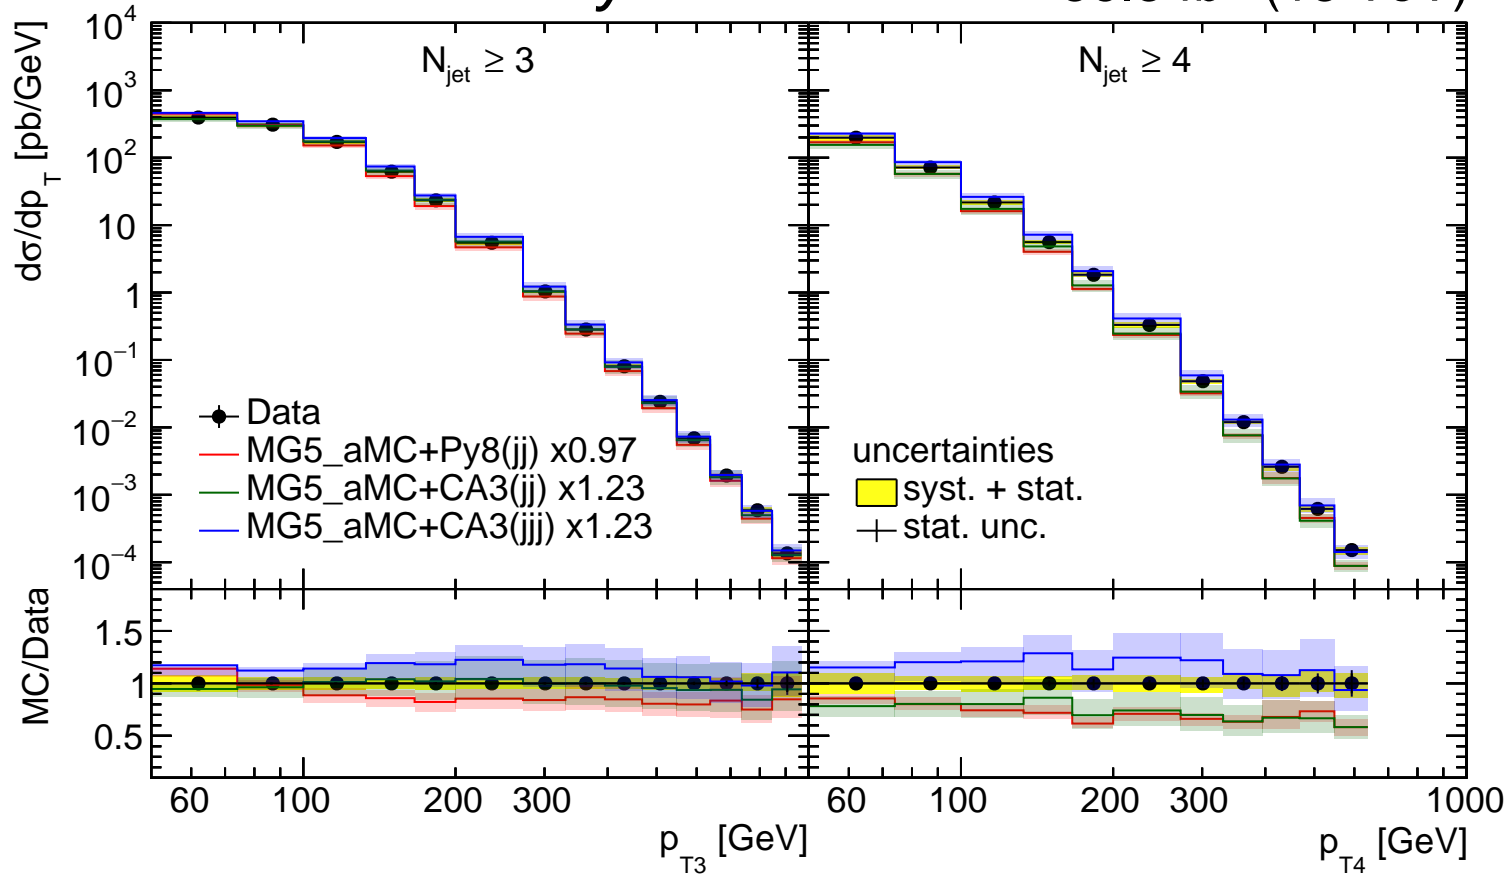 N_jet ≥ 3
N_jet ≥ 4
dσ/dp_T [pb/GeV]
10^4
10^3
10^2
10
1
10^−1
10^−2
10^−3
10^−4
Data
MG5_aMC+Py8(jj) x0.97
MG5_aMC+CA3(jj) x1.23
MG5_aMC+CA3(jjj) x1.23
uncertainties
syst. + stat.
stat. unc.
MC/Data
1.5
1
0.5
60 100 200 300 60 100 200 300 1000
p_T3 [GeV]
p_T4 [GeV]